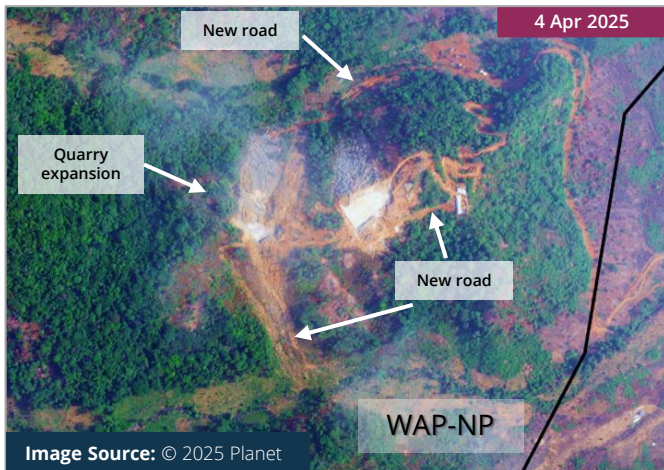 4 Apr 2025
New road
Quarry
expansion
New road
WAP-NP
Image Source: © 2025 Planet